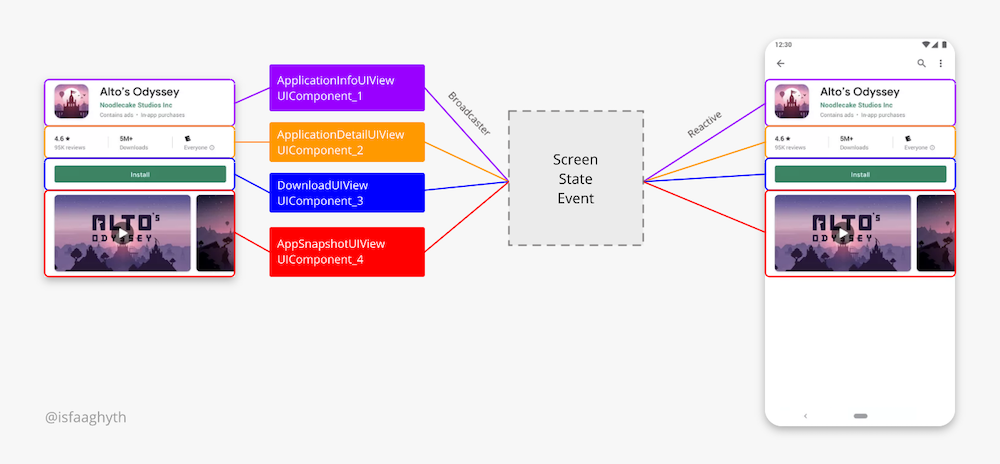 Alto's Odyssey
Noodlecake Studios Inc
Contains ads • In-app purchases
4.6 ★
95K reviews
5M+
Downloads
Everyone
Install
ALTO's
ODYSSEY
ApplicationInfoUIView
UIComponent_1
ApplicationDetailUIView
UIComponent_2
DownloadUIView
UIComponent_3
AppSnapshotUIView
UIComponent_4
Broadcaster
Screen
State
Event
Reactive
12:30
Alto's Odyssey
Noodlecake Studios Inc
Contains ads • In-app purchases
4.6 ★
95K reviews
5M+
Downloads
Everyone
Install
ALTO's
ODYSSEY
@isfaaghyth